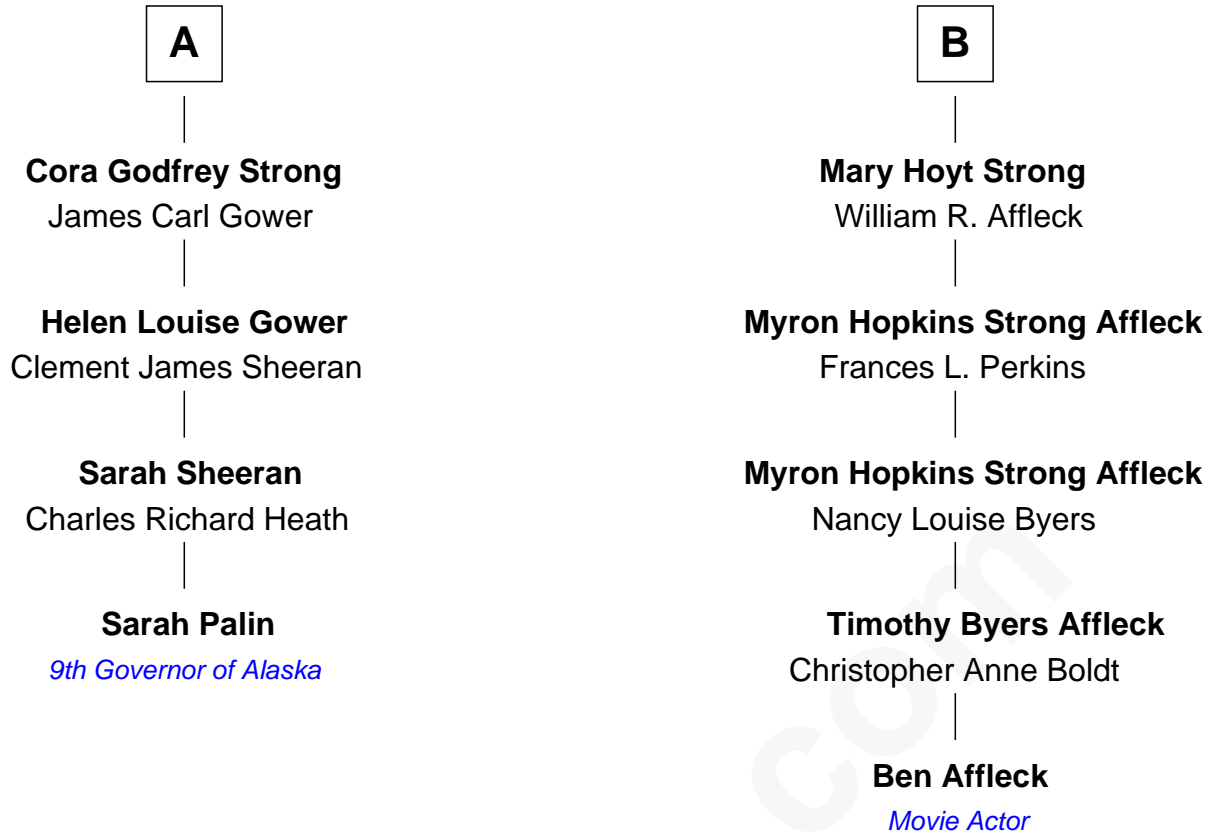 A
Cora Godfrey Strong
James Carl Gower
Helen Louise Gower
Clement James Sheeran
Sarah Sheeran
Charles Richard Heath
Sarah Palin
9th Governor of Alaska
B
Mary Hoyt Strong
William R. Affleck
Myron Hopkins Strong Affleck
Frances L. Perkins
Myron Hopkins Strong Affleck
Nancy Louise Byers
Timothy Byers Affleck
Christopher Anne Boldt
Ben Affleck
Movie Actor
com